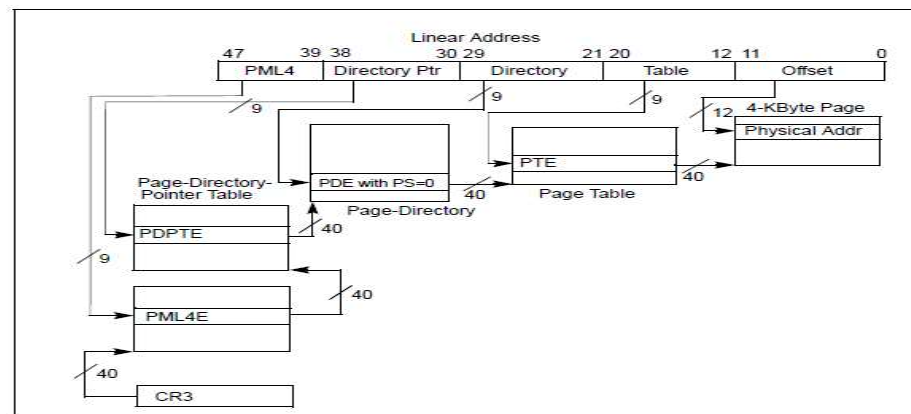 Linear Address
47 39 38 30 29 21 20 12 11 0
PML4 Directory Ptr Directory Table Offset
9 9 9
12 4-KByte Page
Physical Addr
PTE
40
PDE with PS=0
40
Page Table
Page-Directory-
Pointer Table
Page-Directory
PDPTE
40
9
40
PML4E
40
CR3